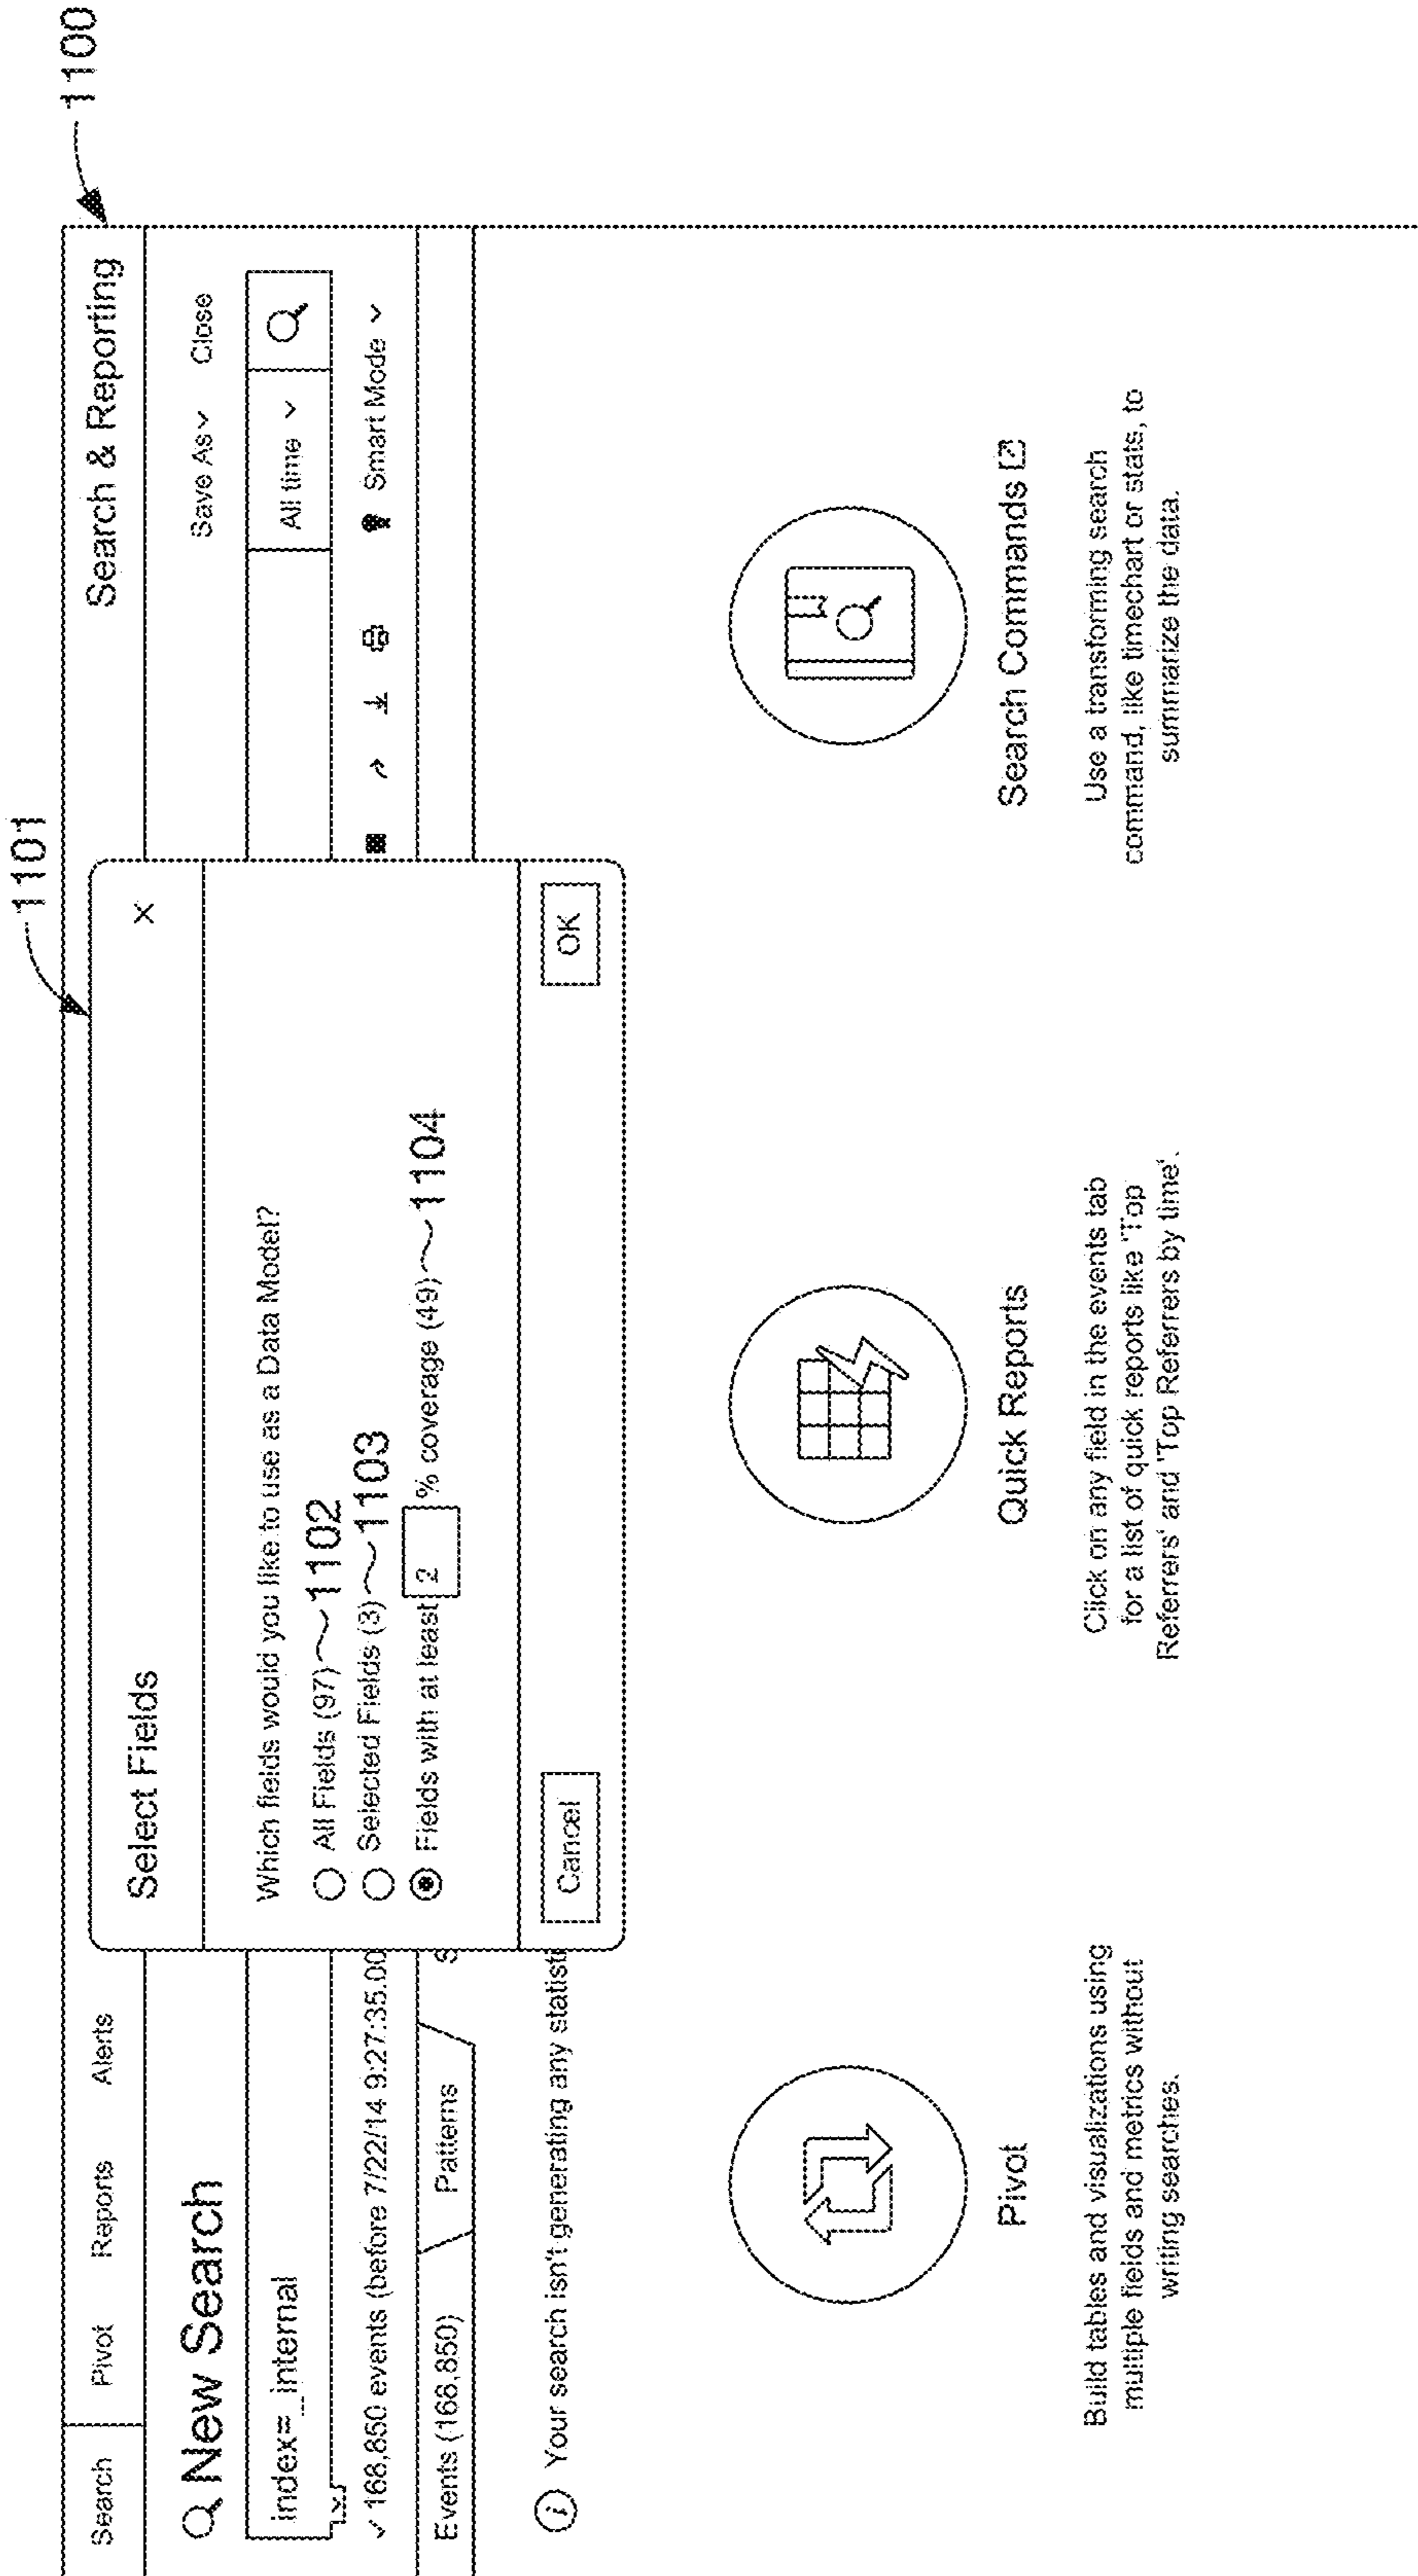 1100
1101
Search Pivot Reports Alerts
Search & Reporting
Select Fields
×
New Search
Save As Close
index=_internal
Which fields would you like to use as a Data Model?
All time
All Fields (97) 1102
✓ 168,850 events (before 7/22/14 9:27:35.00
Selected Fields (3) 1103
Smart Mode
Events (168,850) Patterns S
Fields with at least 2 % coverage (49) 1104
i Your search isn't generating any statisti
Cancel
OK
Pivot
Build tables and visualizations using
multiple fields and metrics without
writing searches.
Quick Reports
Click on any field in the events tab
for a list of quick reports like 'Top
Referrers' and 'Top Referrers by time'.
Search Commands
Use a transforming search
command, like timechart or stats, to
summarize the data.